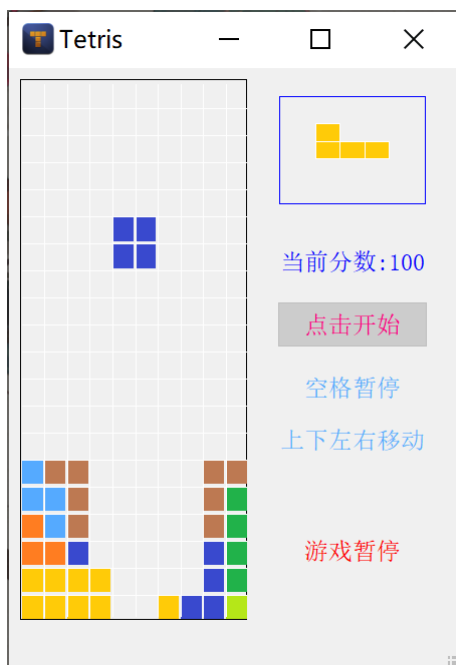 Tetris
当前分数:100
点击开始
空格暂停
上下左右移动
游戏暂停